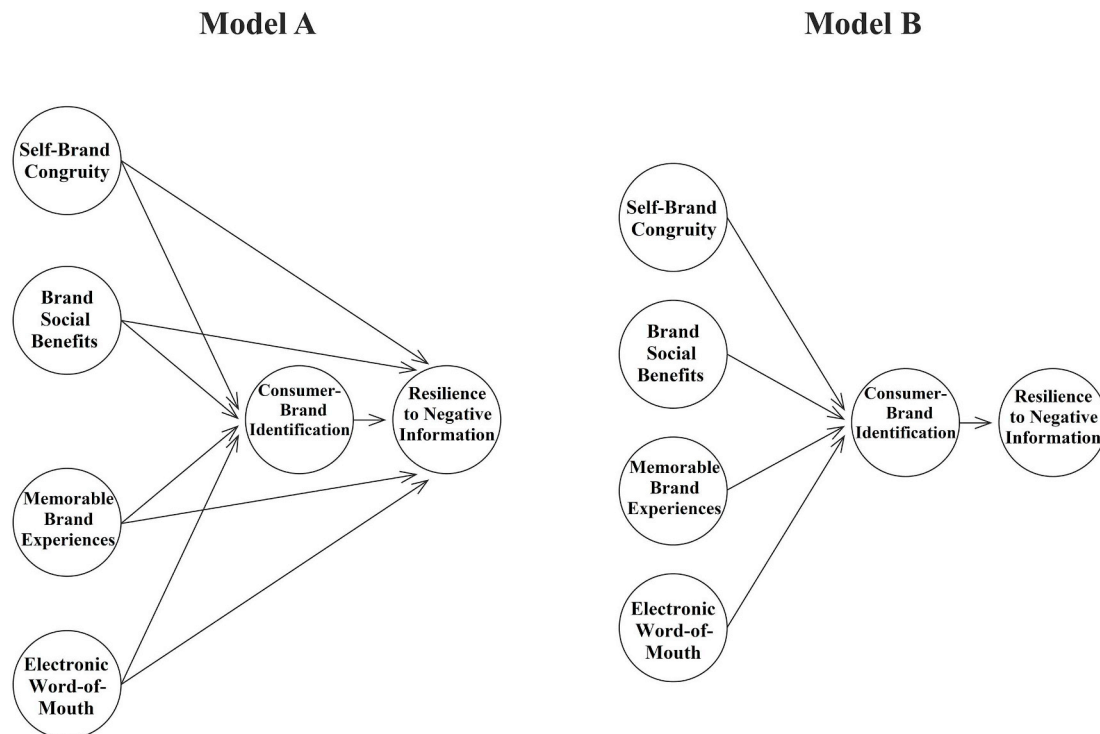 Model A
Self-Brand
Congruity
Brand
Social
Benefits
Consumer-
Brand
Identification
Resilience
to Negative
Information
Memorable
Brand
Experiences
Electronic
Word-of-
Mouth
Model B
Self-Brand
Congruity
Brand
Social
Benefits
Consumer-
Brand
Identification
Resilience
to Negative
Information
Memorable
Brand
Experiences
Electronic
Word-of-
Mouth